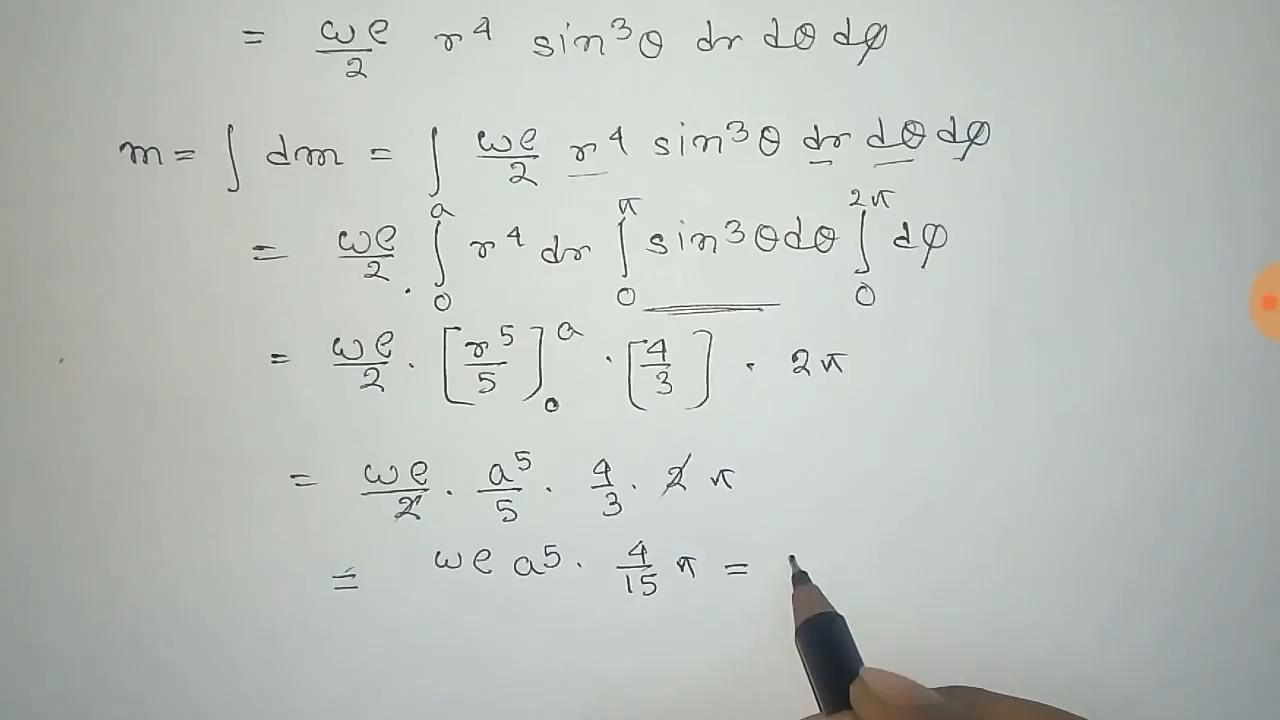 = ωρ/2 r⁴ sin³θ dr dθ dφ
m = ∫ dm = ∫ ωρ/2 r⁴ sin³θ dr dθ dφ
= ωρ/2 · ∫₀ᵃ r⁴ dr ∫₀^π sin³θ dθ ∫₀^2π dφ
= ωρ/2 · [r⁵/5]₀ᵃ · [4/3] · 2π
= ωρ/2 · a⁵/5 · 4/3 · 2π
= ωρ a⁵ · 4/15 π =